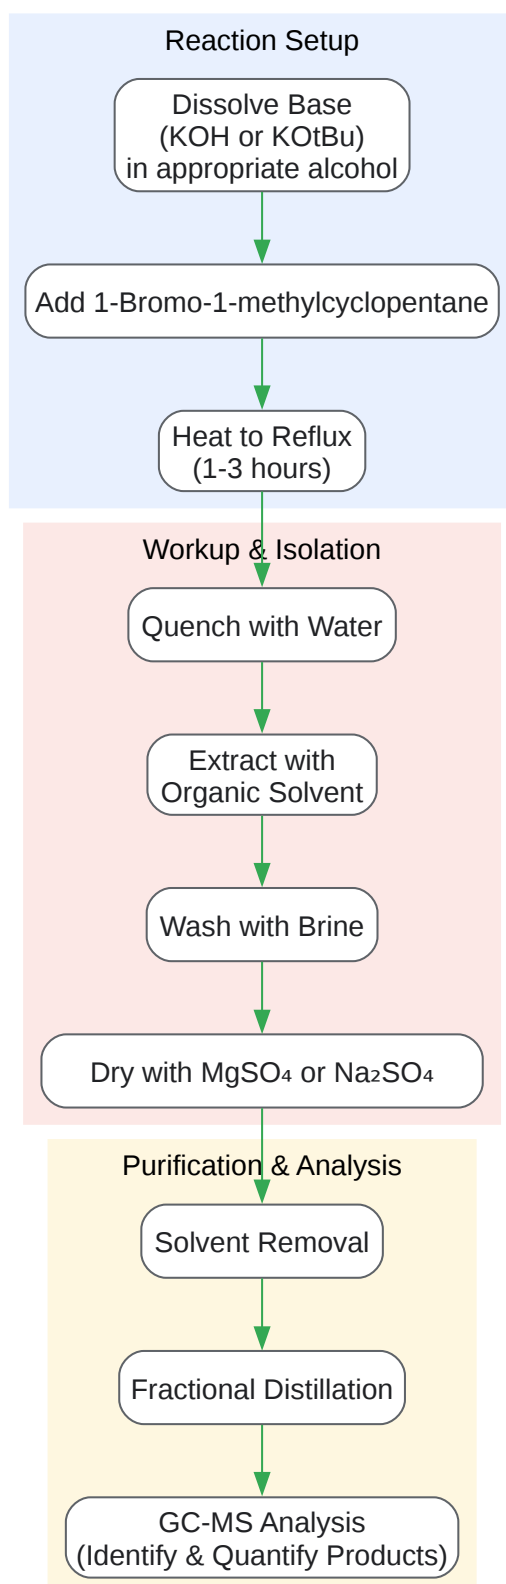 Reaction Setup
Dissolve Base
(KOH or KOtBu)
in appropriate alcohol
Add 1-Bromo-1-methylcyclopentane
Heat to Reflux
(1-3 hours)
Workup & Isolation
Quench with Water
Extract with
Organic Solvent
Wash with Brine
Dry with MgSO₄ or Na₂SO₄
Purification & Analysis
Solvent Removal
Fractional Distillation
GC-MS Analysis
(Identify & Quantify Products)